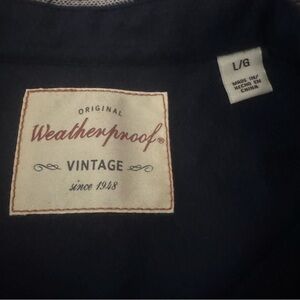 ORIGINAL
Weatherproof®
VINTAGE
since 1948
L/G
MADE IN/
HECHO EN
CHINA